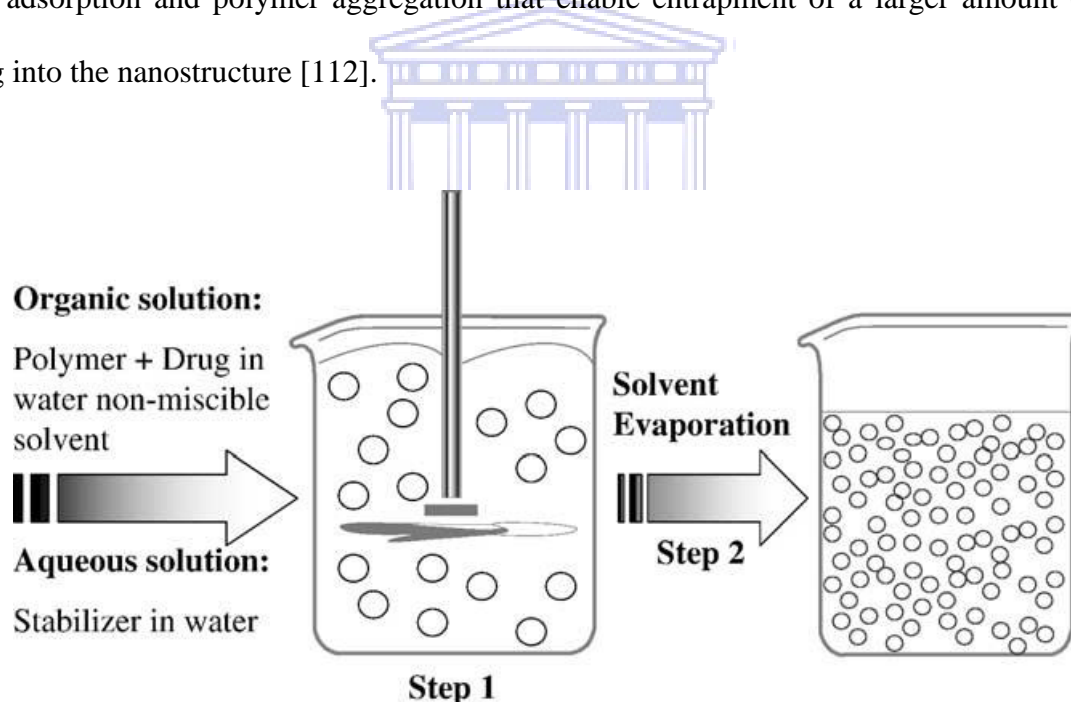 adsorption and polymer aggregation that enable entrapment of a larger amount
into the nanostructure [112].
Organic solution:
Polymer + Drug in
water non-miscible
solvent
Aqueous solution:
Stabilizer in water
Step 1
Solvent
Evaporation
Step 2